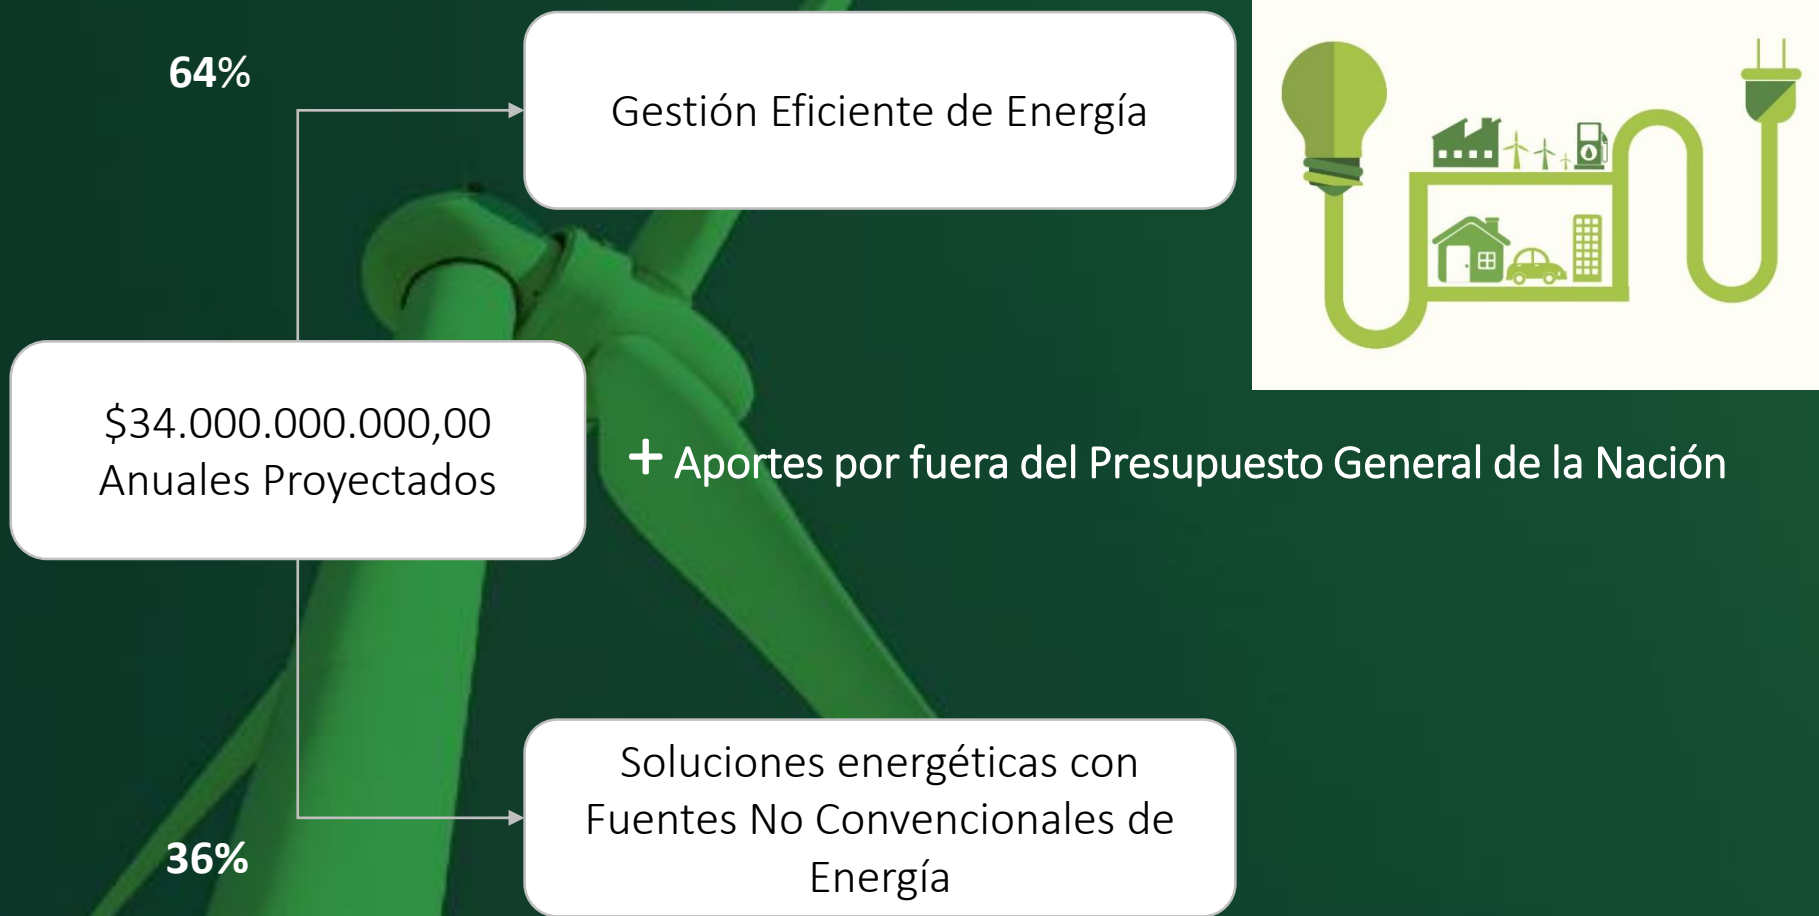 64%
Gestión Eficiente de Energía
$34.000.000.000,00
Anuales Proyectados
+ Aportes por fuera del Presupuesto General de la Nación
Soluciones energéticas con
Fuentes No Convencionales de
Energía
36%